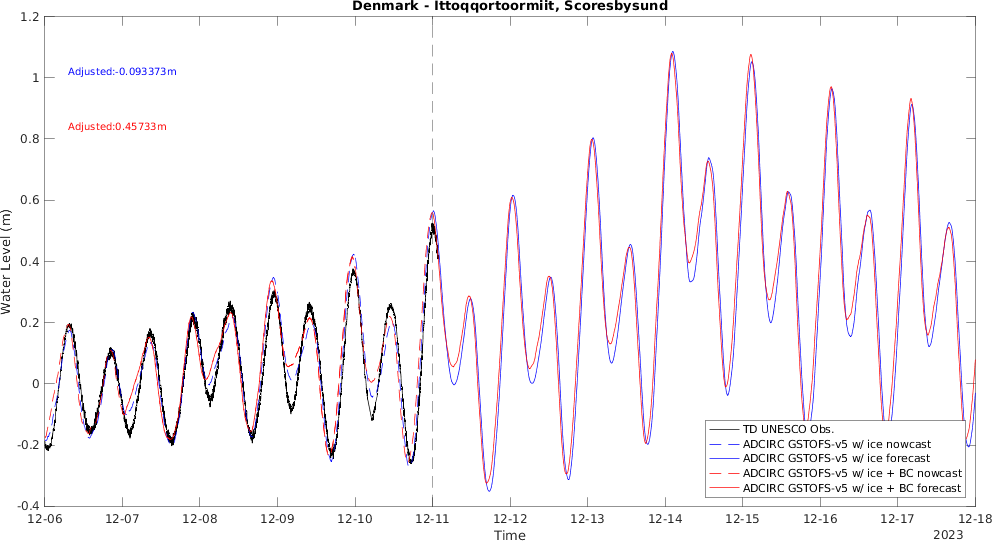 Denmark - Ittoqqortoormiit, Scoresbysund
1.2
1
0.8
0.6
0.4
0.2
0
-0.2
-0.4
Water Level (m)
Adjusted:-0.093373m
Adjusted:0.45733m
TD UNESCO Obs.
ADCIRC GSTOFS-v5 w/ ice nowcast
ADCIRC GSTOFS-v5 w/ ice forecast
ADCIRC GSTOFS-v5 w/ ice + BC nowcast
ADCIRC GSTOFS-v5 w/ ice + BC forecast
12-06 12-07 12-08 12-09 12-10 12-11 12-12 12-13 12-14 12-15 12-16 12-17 12-18
Time
2023